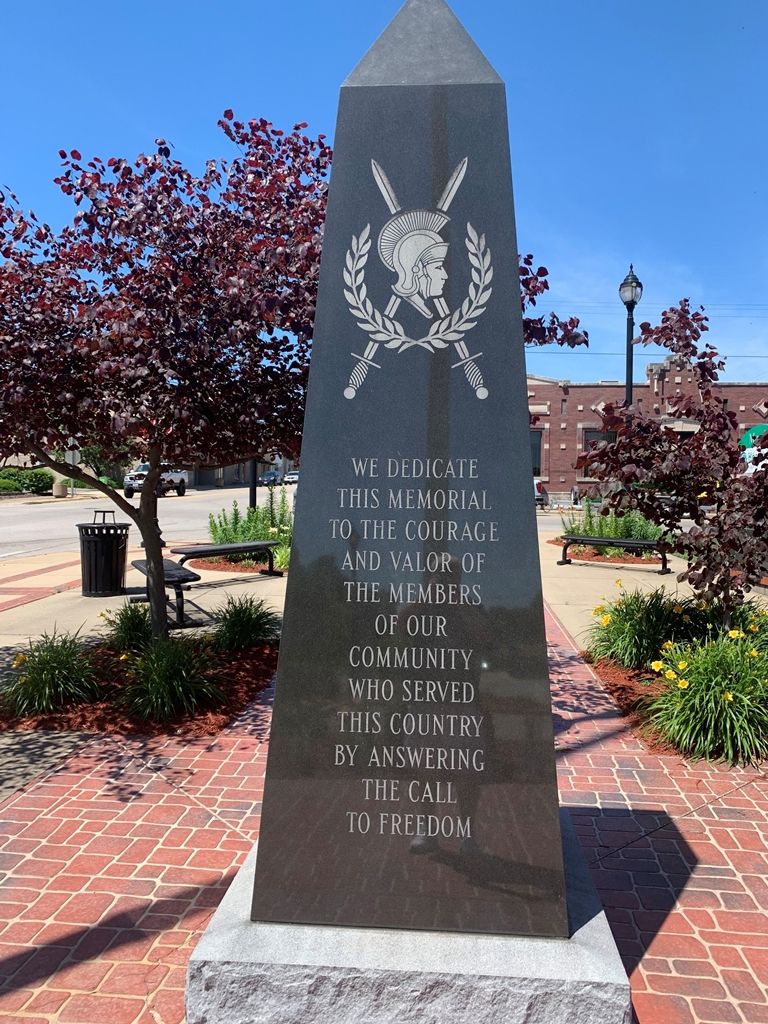 WE DEDICATE
THIS MEMORIAL
TO THE COURAGE
AND VALOR OF
THE MEMBERS
OF OUR
COMMUNITY
WHO SERVED
THIS COUNTRY
BY ANSWERING
THE CALL
TO FREEDOM